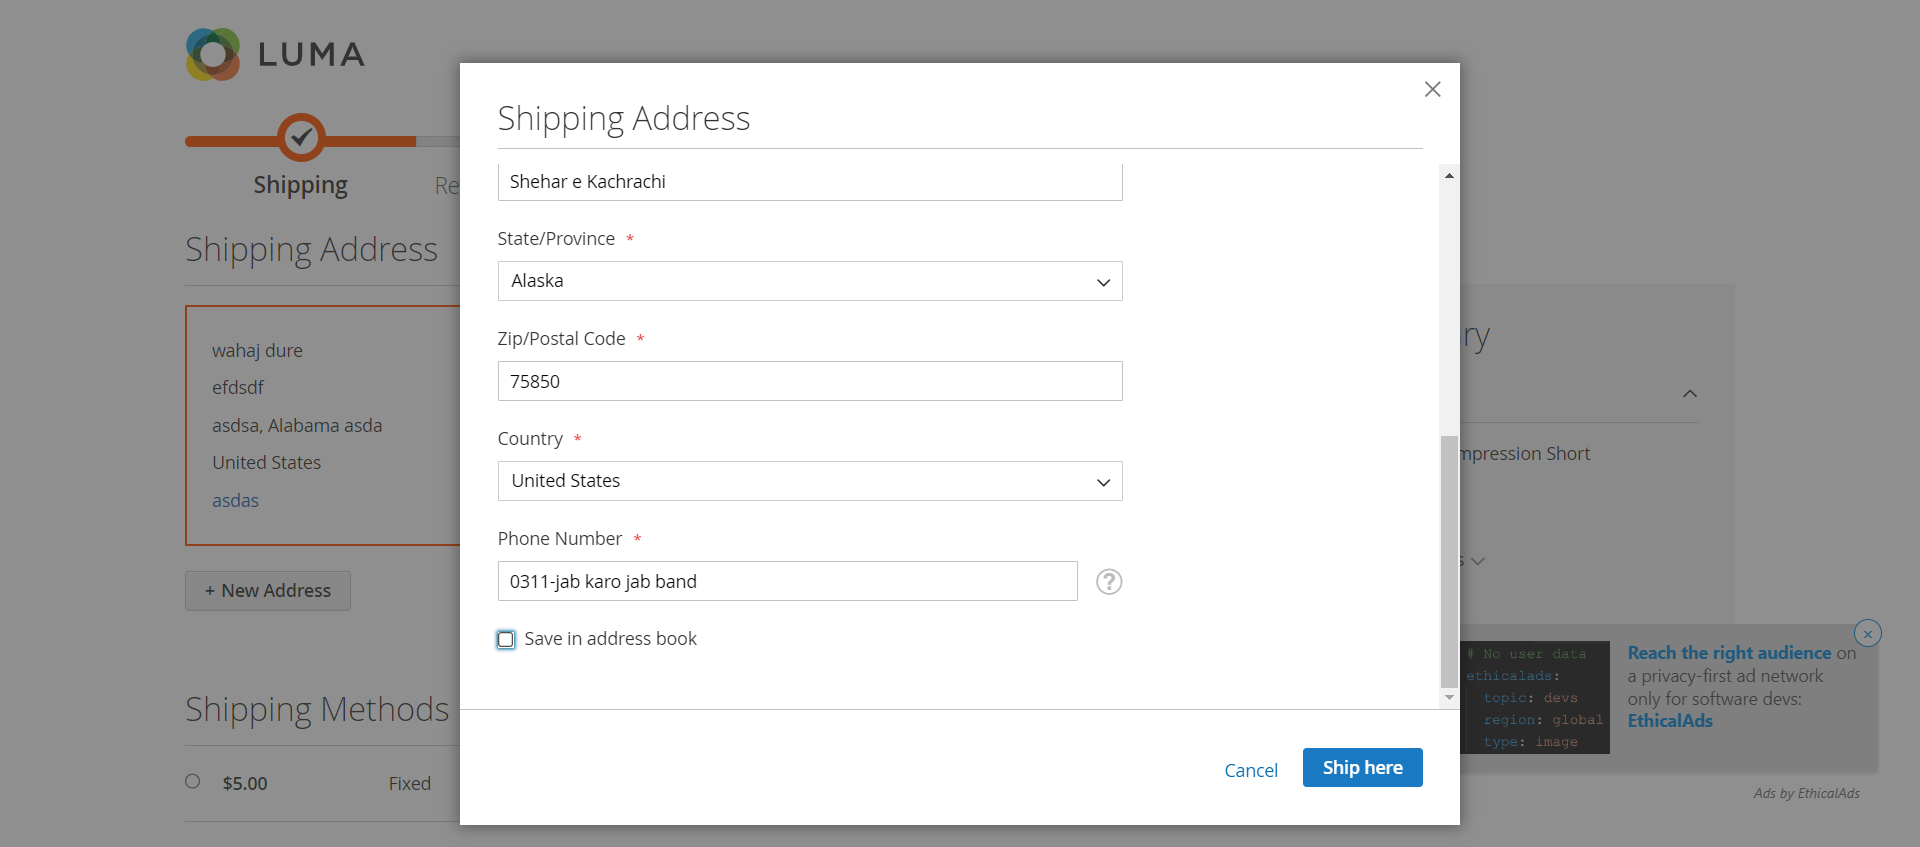 LUMA
Shipping
Re
Shipping Address
wahaj dure
efdsdf
asdsa, Alabama asda
United States
asdas
+ New Address
Shipping Methods
$5.00 Fixed
Shipping Address
Shehar e Kachrachi
State/Province *
Alaska
Zip/Postal Code *
75850
Country *
United States
Phone Number *
0311-jab karo jab band
?
Save in address book
Cancel
Ship here
ry
mpression Short
s
# No user data
ethicalads:
topic: devs
region: global
type: image
Reach the right audience on
a privacy-first ad network
only for software devs:
EthicalAds
Ads by EthicalAds